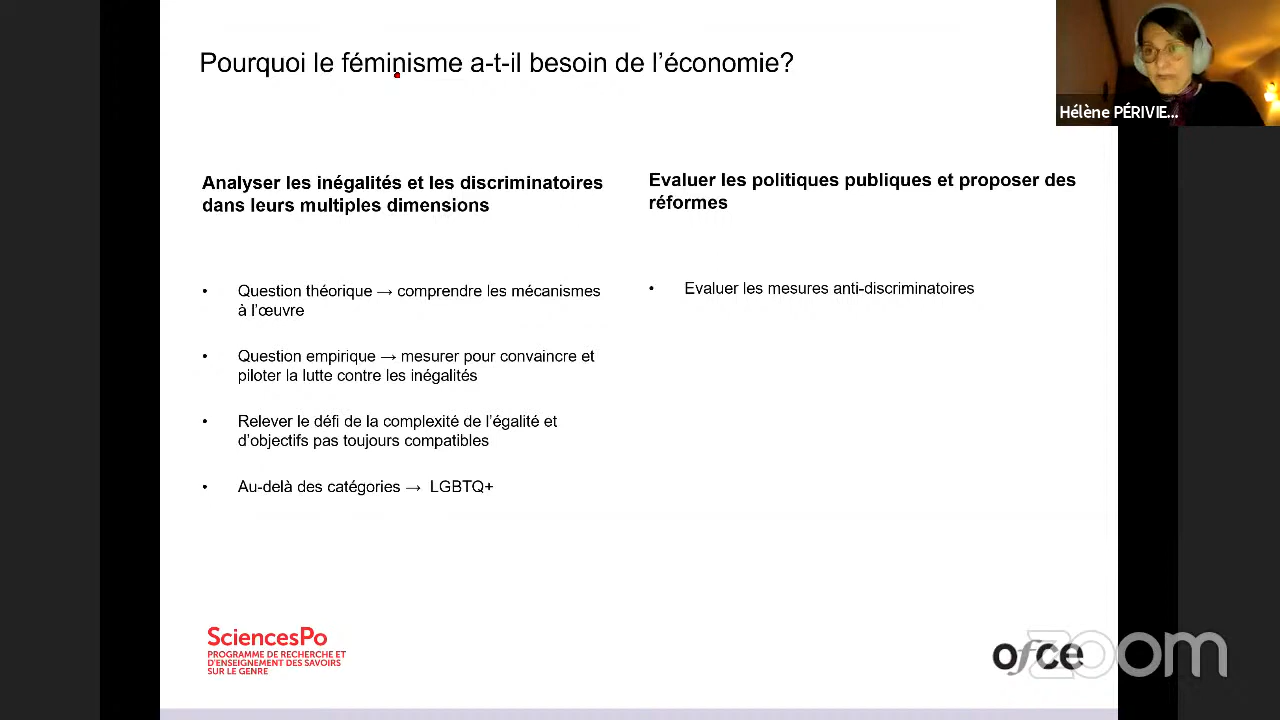 Pourquoi le féminisme a-t-il besoin de l’économie?
Hélène PÉRIVIE...
Analyser les inégalités et les discriminatoires
dans leurs multiples dimensions
• Question théorique → comprendre les mécanismes
à l’œuvre
• Question empirique → mesurer pour convaincre et
piloter la lutte contre les inégalités
• Relever le défi de la complexité de l’égalité et
d’objectifs pas toujours compatibles
• Au-delà des catégories → LGBTQ+
Evaluer les politiques publiques et proposer des
réformes
• Evaluer les mesures anti-discriminatoires
SciencesPo
PROGRAMME DE RECHERCHE ET
D'ENSEIGNEMENT DES SAVOIRS
SUR LE GENRE
ofce
zoom